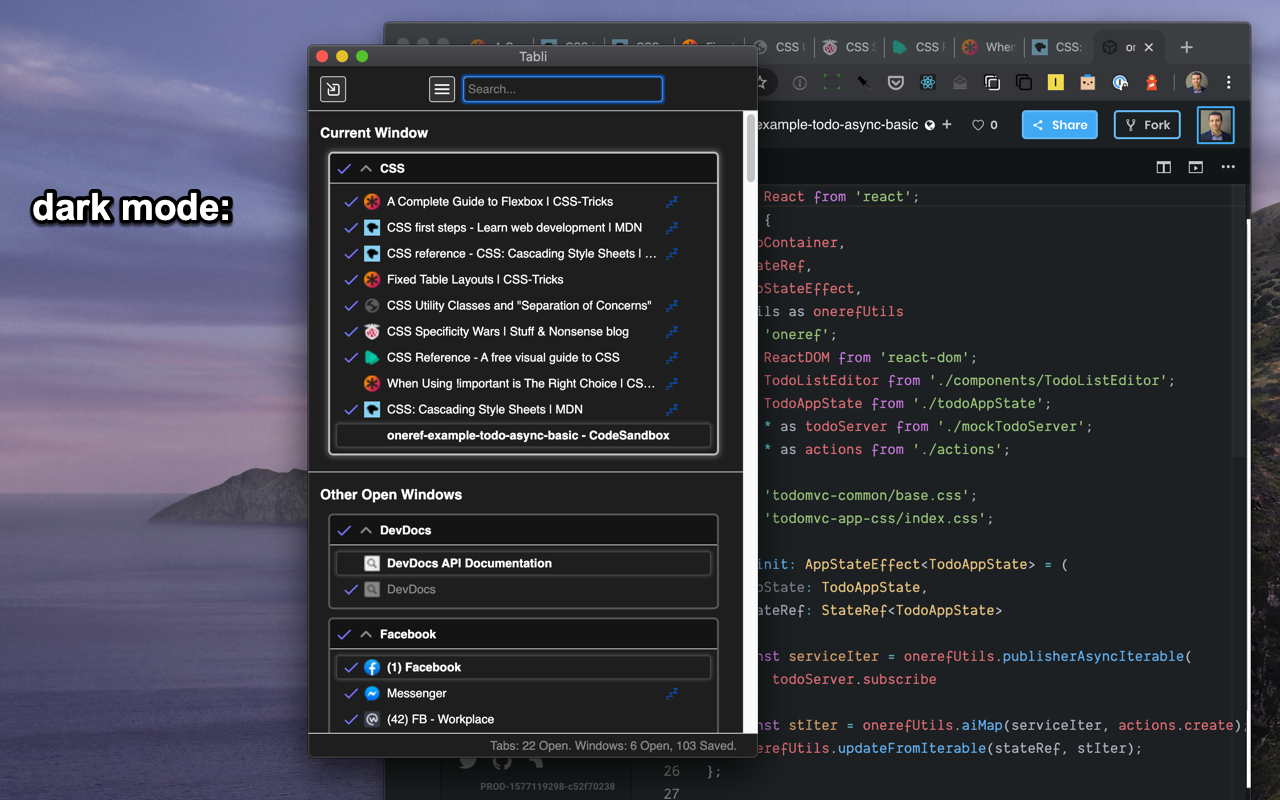 dark mode:
Tabli
Search...
Current Window
CSS
A Complete Guide to Flexbox | CSS-Tricks
CSS first steps - Learn web development | MDN
CSS reference - CSS: Cascading Style Sheets | ...
Fixed Table Layouts | CSS-Tricks
CSS Utility Classes and "Separation of Concerns"
CSS Specificity Wars | Stuff & Nonsense blog
CSS Reference - A free visual guide to CSS
When Using !important is The Right Choice | CS...
CSS: Cascading Style Sheets | MDN
oneref-example-todo-async-basic - CodeSandbox
Other Open Windows
DevDocs
DevDocs API Documentation
DevDocs
Facebook
(1) Facebook
Messenger
(42) FB - Workplace
Tabs: 22 Open. Windows: 6 Open, 103 Saved.
CSS
CSS
CSS
Wher
CSS:
or
example-todo-async-basic
0
Share
Fork
React from 'react';
{
oContainer,
ateRef,
oStateEffect,
ils as onerefUtils
'oneref';
ReactDOM from 'react-dom';
TodoListEditor from './components/TodoListEditor';
TodoAppState from './todoAppState';
* as todoServer from './mockTodoServer';
* as actions from './actions';
'todomvc-common/base.css';
'todomvc-app-css/index.css';
init: AppStateEffect<TodoAppState> = (
oState: TodoAppState,
ateRef: StateRef<TodoAppState>
nst serviceIter = onerefUtils.publisherAsyncIterable(
todoServer.subscribe
nst stIter = onerefUtils.aiMap(serviceIter, actions.create);
erefUtils.updateFromIterable(stateRef, stIter);
26 };
27
PROD-1577119298-c52f70238